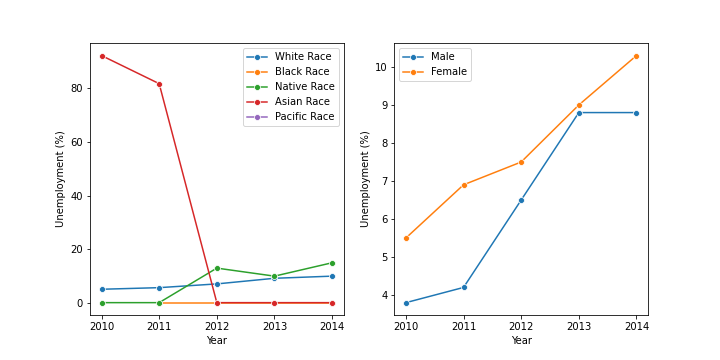 White Race
Black Race
Native Race
Asian Race
Pacific Race
Unemployment (%)
80
60
40
20
0
2010 2011 2012 2013 2014
Year
Male
Female
Unemployment (%)
10
9
8
7
6
5
4
2010 2011 2012 2013 2014
Year